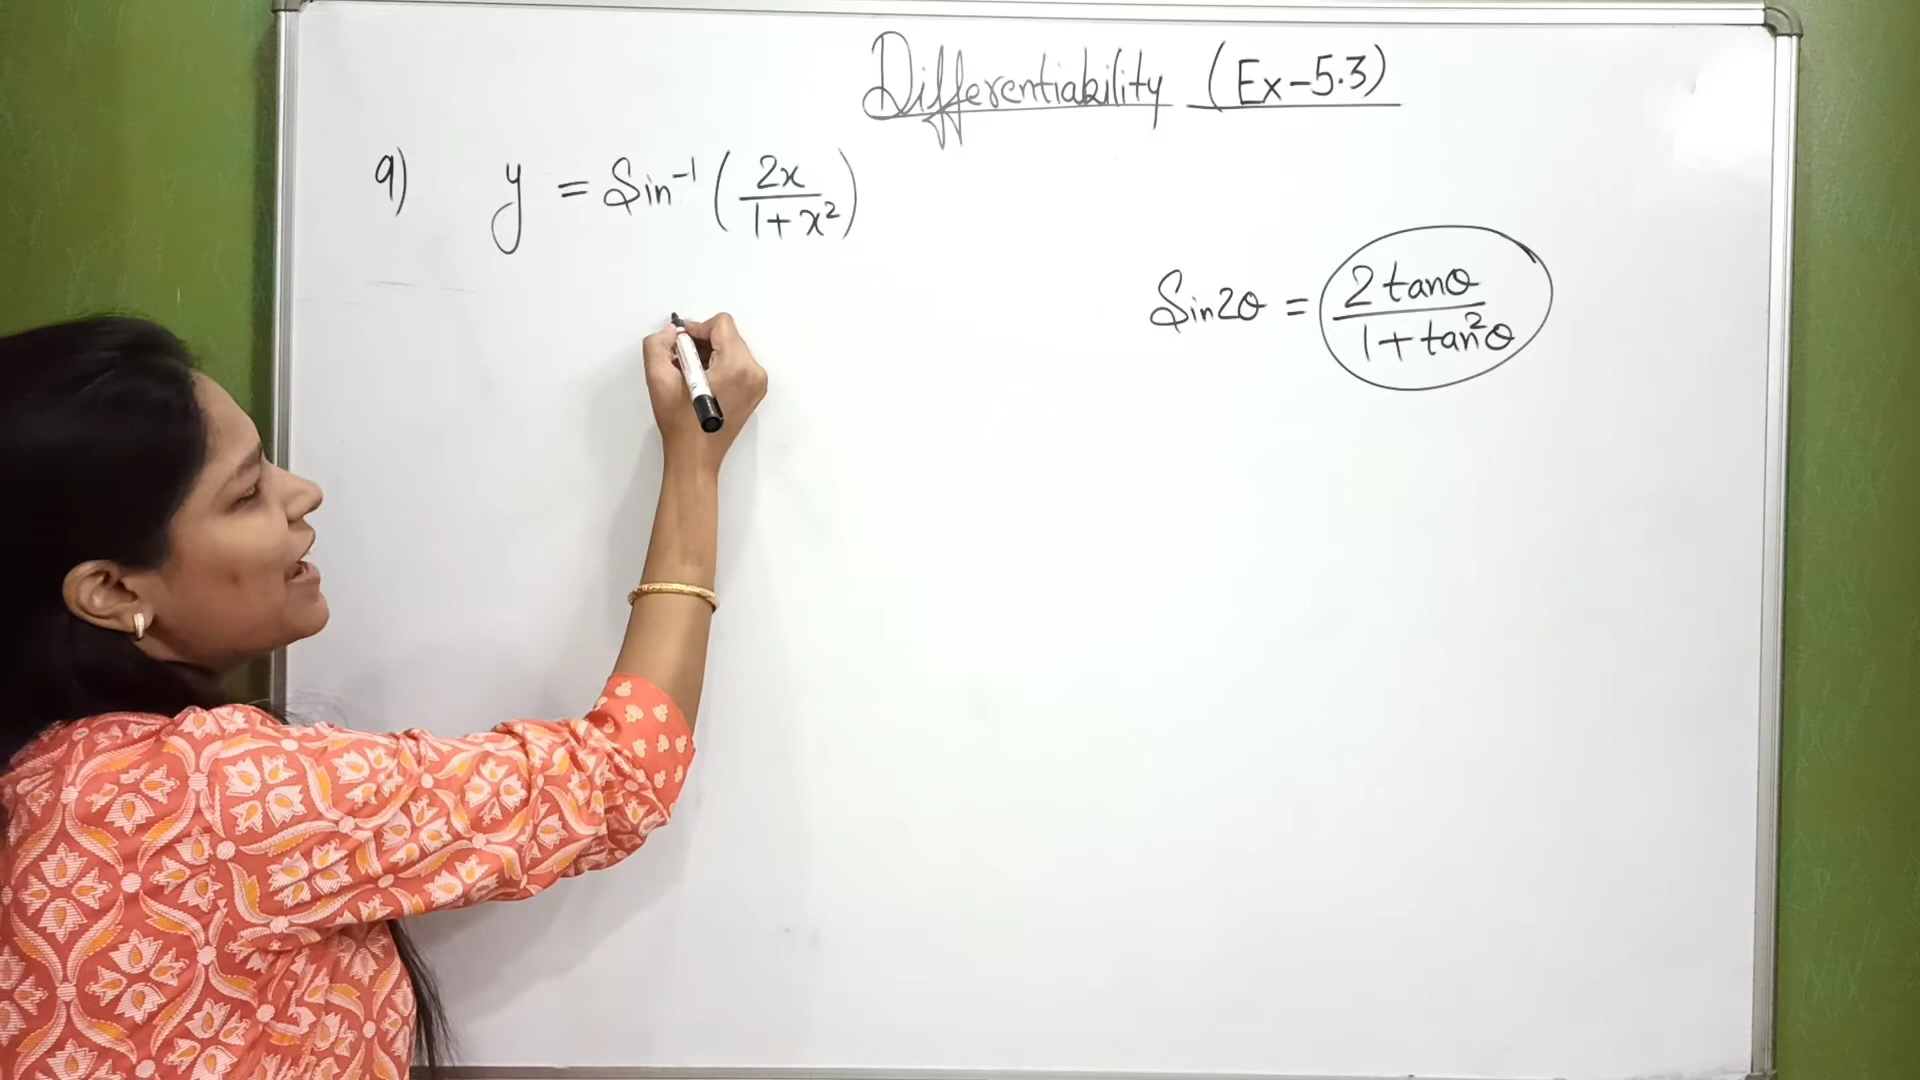 Differentiability (Ex-5.3)
9) y = Sin⁻¹ (2x / 1+x²)
Sin2θ = 2tanθ / 1+tan²θ